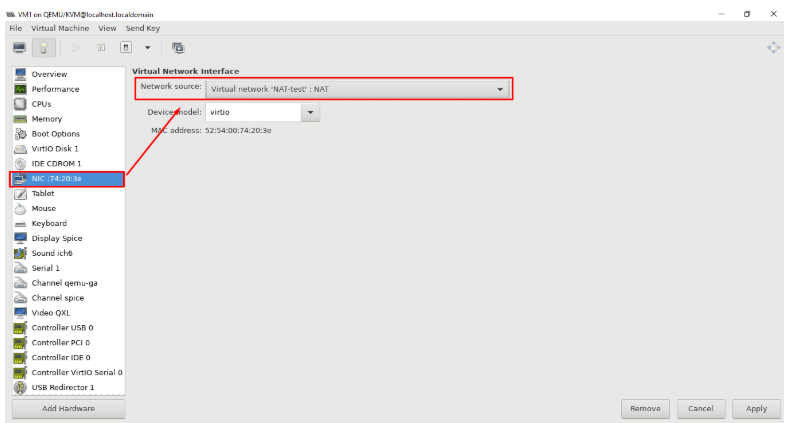 VM1 on QEMU/KVM@localhost.localdomain
File Virtual Machine View Send Key
Overview
Performance
CPUs
Memory
Boot Options
VirtIO Disk 1
IDE CDROM 1
NIC :74:20:3e
Tablet
Mouse
Keyboard
Display Spice
Sound ich6
Serial 1
Channel qemu-ga
Channel spice
Video QXL
Controller USB 0
Controller PCI 0
Controller IDE 0
Controller VirtIO Serial 0
USB Redirector 1
Add Hardware
Virtual Network Interface
Network source: Virtual network 'NAT-test' : NAT
Device model: virtio
MAC address: 52:54:00:74:20:3e
Remove Cancel Apply